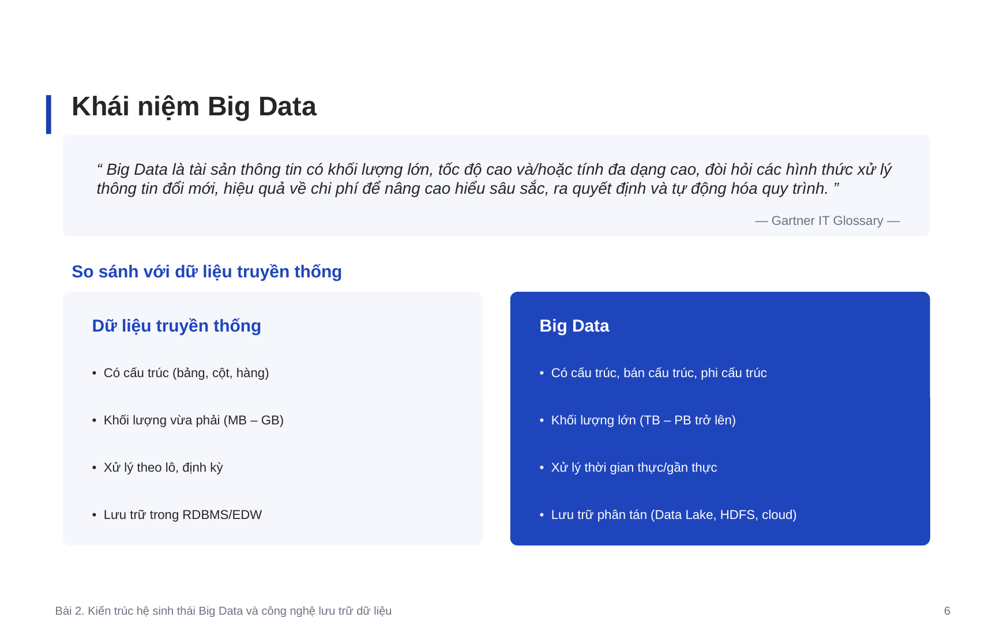 Khái niệm Big Data
“ Big Data là tài sản thông tin có khối lượng lớn, tốc độ cao và/hoặc tính đa dạng cao, đòi hỏi các hình thức xử lý
thông tin đổi mới, hiệu quả về chi phí để nâng cao hiểu sâu sắc, ra quyết định và tự động hóa quy trình. ”
— Gartner IT Glossary —
So sánh với dữ liệu truyền thống
Dữ liệu truyền thống
• Có cấu trúc (bảng, cột, hàng)
• Khối lượng vừa phải (MB – GB)
• Xử lý theo lô, định kỳ
• Lưu trữ trong RDBMS/EDW
Big Data
• Có cấu trúc, bán cấu trúc, phi cấu trúc
• Khối lượng lớn (TB – PB trở lên)
• Xử lý thời gian thực/gần thực
• Lưu trữ phân tán (Data Lake, HDFS, cloud)
Bài 2. Kiến trúc hệ sinh thái Big Data và công nghệ lưu trữ dữ liệu
6